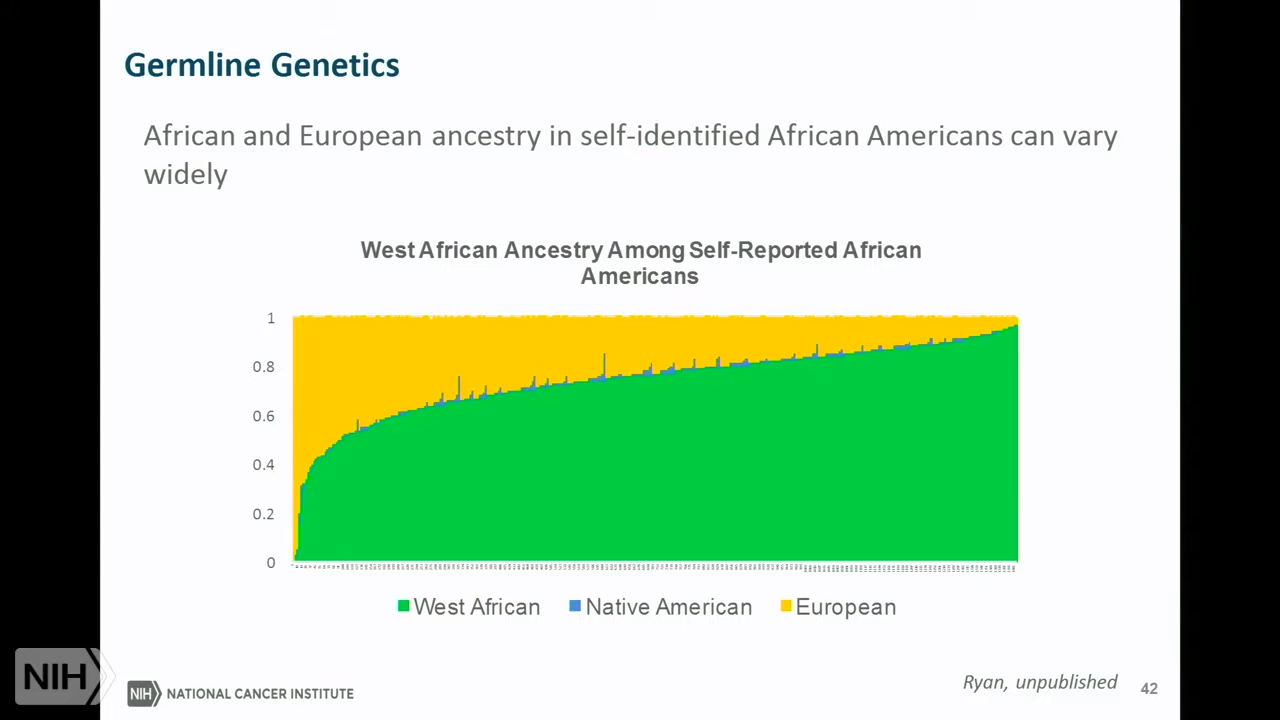 Germline Genetics
African and European ancestry in self-identified African Americans can vary
widely
West African Ancestry Among Self-Reported African
Americans
1
0.8
0.6
0.4
0.2
0
West African Native American European
NIH
NIH NATIONAL CANCER INSTITUTE
Ryan, unpublished
42